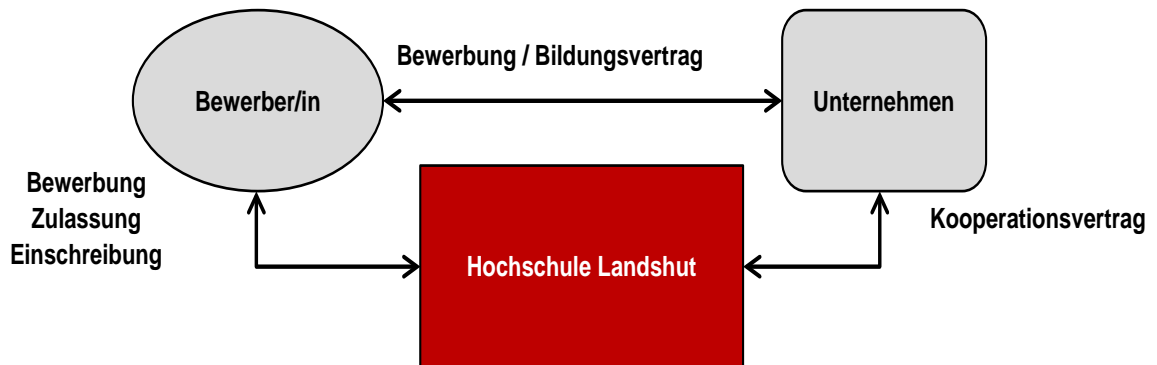 Bewerbung / Bildungsvertrag
Bewerber/in
Unternehmen
Bewerbung
Zulassung
Einschreibung
Kooperationsvertrag
Hochschule Landshut